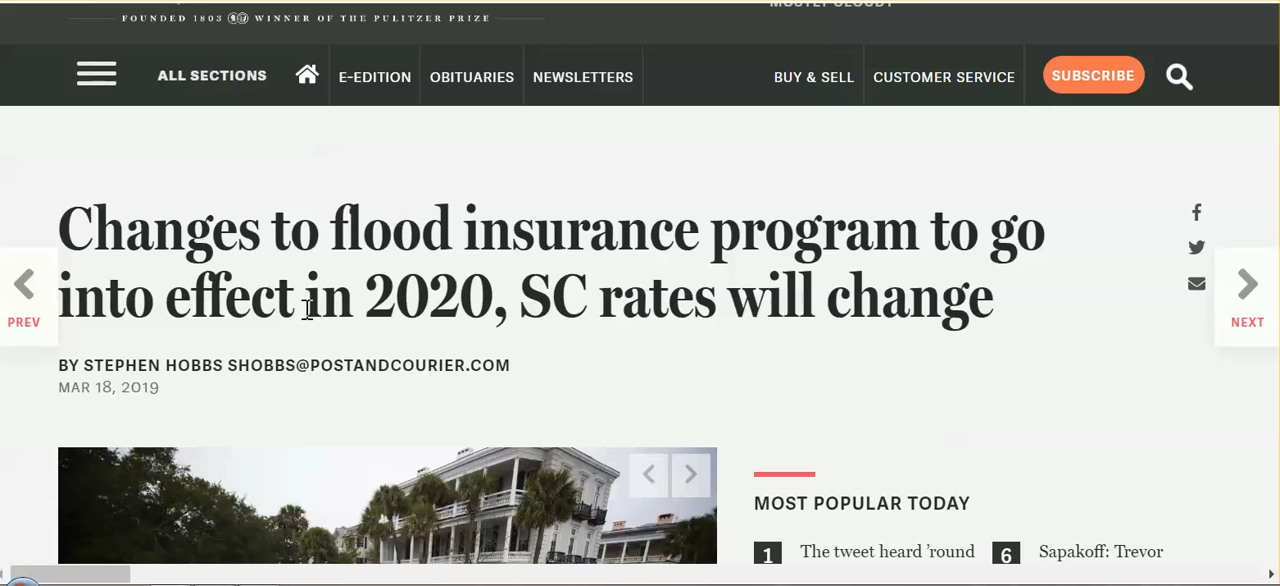 FOUNDED 1803 WINNER OF THE PULITZER PRIZE
MOSTLY CLOUDY
ALL SECTIONS E-EDITION OBITUARIES NEWSLETTERS BUY & SELL CUSTOMER SERVICE SUBSCRIBE
Changes to flood insurance program to go
into effect in 2020, SC rates will change
PREV
NEXT
BY STEPHEN HOBBS SHOBBS@POSTANDCOURIER.COM
MAR 18, 2019
MOST POPULAR TODAY
1 The tweet heard ’round
6 Sapakoff: Trevor